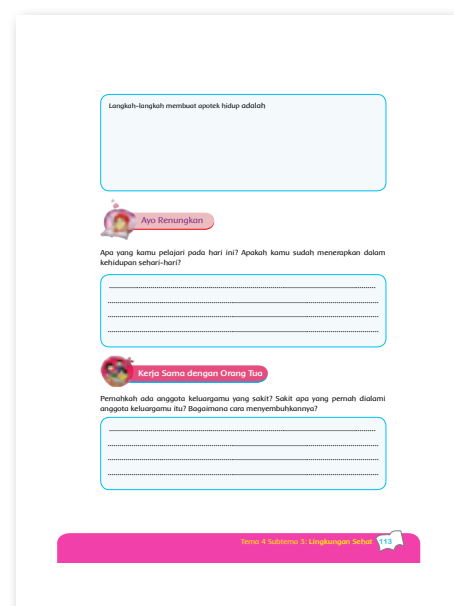 Langkah-langkah membuat apotek hidup adalah
Ayo Renungkan
Apa yang kamu pelajari pada hari ini? Apakah kamu sudah menerapkan dalam
kehidupan sehari-hari?
Kerja Sama dengan Orang Tua
Pernahkah ada anggota keluargamu yang sakit? Sakit apa yang pernah dialami
anggota keluargamu itu? Bagaimana cara menyembuhkannya?
Tema 4 Subtema 3: Lingkungan Sehat 113